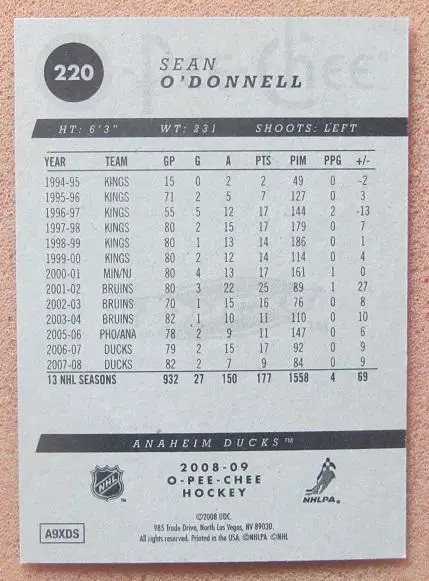 O-Pee-Chee
220
SEAN
O'DONNELL
HT: 6'3" WT: 231 SHOOTS: LEFT
YEAR TEAM GP G A PTS PIM PPG +/-
1994-95 KINGS 15 0 2 2 49 0 -2
1995-96 KINGS 71 2 5 7 127 0 3
1996-97 KINGS 55 5 12 17 144 2 -13
1997-98 KINGS 80 2 15 17 179 0 7
1998-99 KINGS 80 1 13 14 186 0 1
1999-00 KINGS 80 2 12 14 114 0 4
2000-01 MIN/NJ 80 4 13 17 161 1 0
2001-02 BRUINS 80 3 22 25 89 1 27
2002-03 BRUINS 70 1 15 16 76 0 8
2003-04 BRUINS 82 1 10 11 110 0 10
2005-06 PHO/ANA 78 2 9 11 147 0 6
2006-07 DUCKS 79 2 15 17 92 0 9
2007-08 DUCKS 82 2 7 9 84 0 9
13 NHL SEASONS 932 27 150 177 1558 4 69
ANAHEIM DUCKS™
NHL ™
2008-09
O-PEE-CHEE
HOCKEY
NHLPA®
©2008 UDC.
985 Trade Drive, North Las Vegas, NV 89030.
All rights reserved. Printed in the USA. ©NHLPA ©NHL
A9XDS